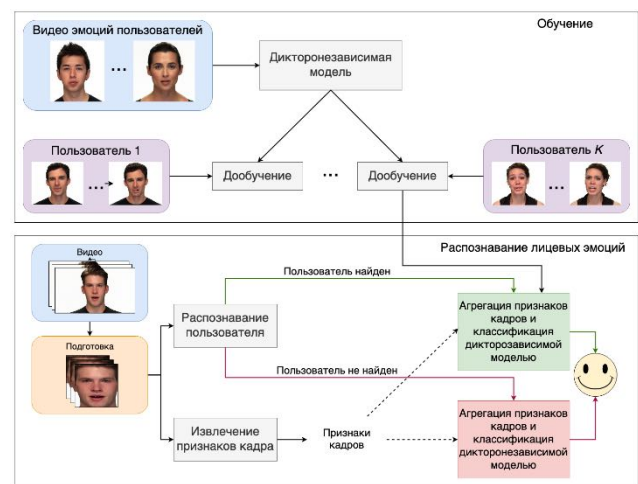 Обучение
Видео эмоций пользователей
...
Дикторонезависимая
модель
Пользователь 1
...
Дообучение
...
Дообучение
Пользователь K
...
Распознавание лицевых эмоций
Видео
Подготовка
Распознавание
пользователя
Пользователь найден
Пользователь не найден
Извлечение
признаков кадра
Признаки
кадров
Агрегация признаков
кадров и
классификация
дикторозависимой
моделью
Агрегация признаков
кадров и
классификация
дикторонезависимой
моделью